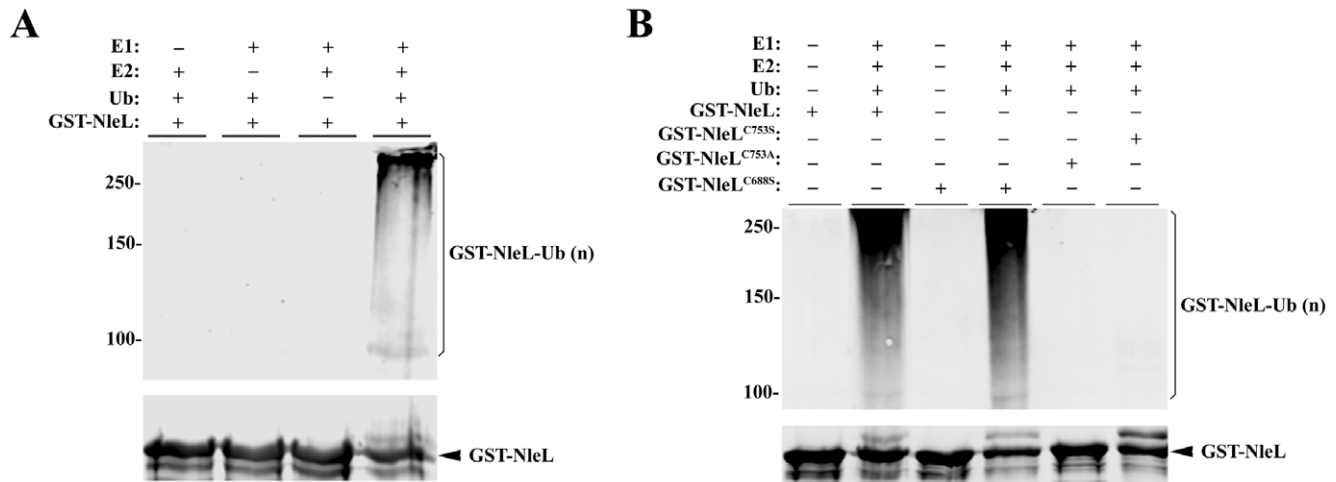 A
E1: – + + +
E2: + – + +
Ub: + + – +
GST-NleL: + + + +
250-
150-
100-
GST-NleL-Ub (n)
GST-NleL
B
E1: – + – + + +
E2: – + – + + +
Ub: – + – + + +
GST-NleL: + + – – – –
GST-NleL^C753S: – – – – – +
GST-NleL^C753A: – – – – + –
GST-NleL^C688S: – – + + – –
250-
150-
100-
GST-NleL-Ub (n)
GST-NleL